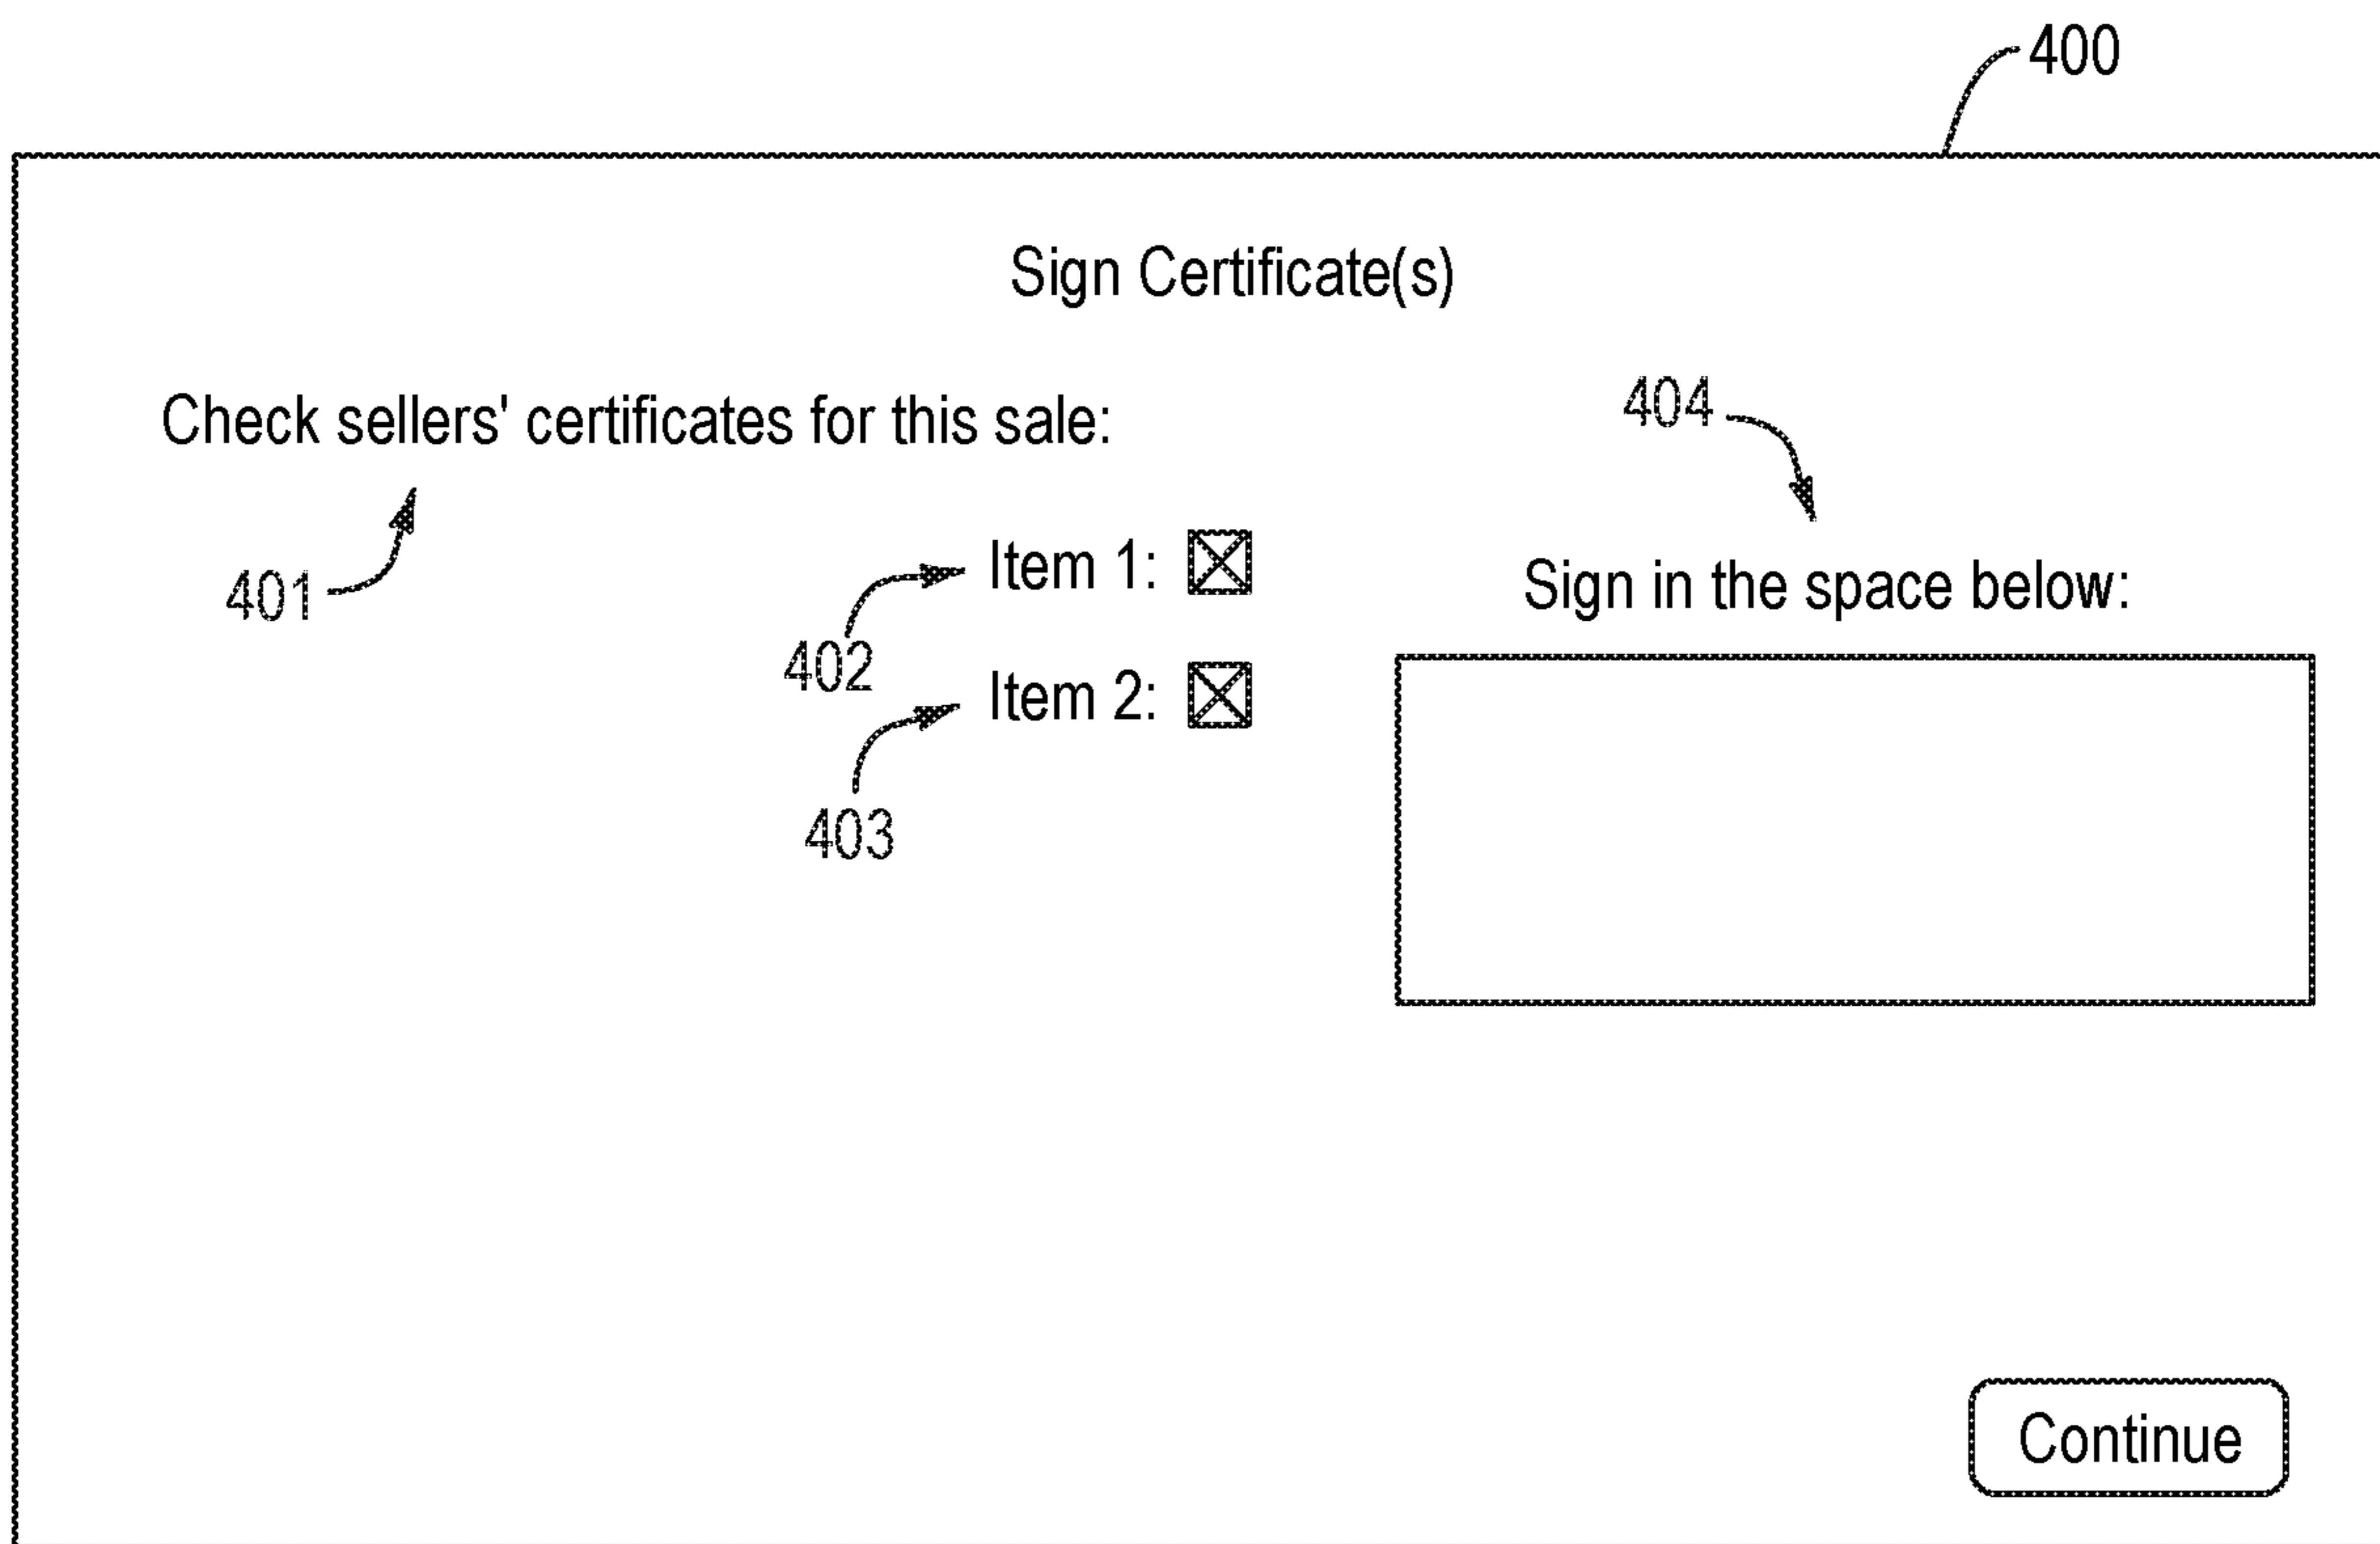 400
Sign Certificate(s)
Check sellers' certificates for this sale:
404
401
Item 1:
402
Sign in the space below:
Item 2:
403
Continue